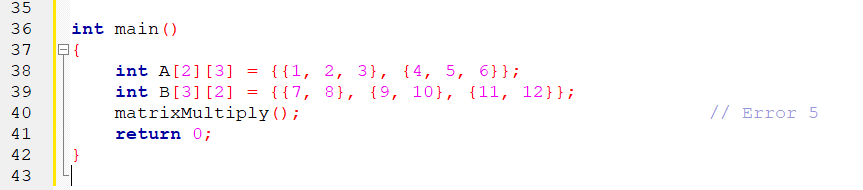 35
36 int main()
37 {
38 int A[2][3] = {{1, 2, 3}, {4, 5, 6}};
39 int B[3][2] = {{7, 8}, {9, 10}, {11, 12}};
40 matrixMultiply(); // Error 5
41 return 0;
42 }
43